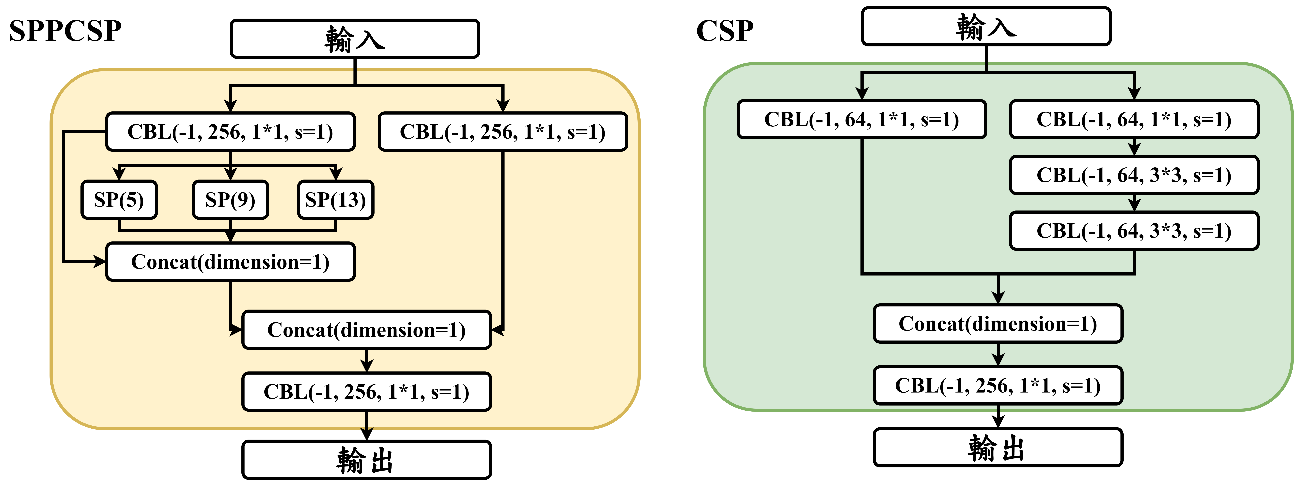 SPPCSP
輸入
CBL(-1, 256, 1*1, s=1)
CBL(-1, 256, 1*1, s=1)
SP(5)
SP(9)
SP(13)
Concat(dimension=1)
Concat(dimension=1)
CBL(-1, 256, 1*1, s=1)
輸出
CSP
輸入
CBL(-1, 64, 1*1, s=1)
CBL(-1, 64, 1*1, s=1)
CBL(-1, 64, 3*3, s=1)
CBL(-1, 64, 3*3, s=1)
Concat(dimension=1)
CBL(-1, 256, 1*1, s=1)
輸出